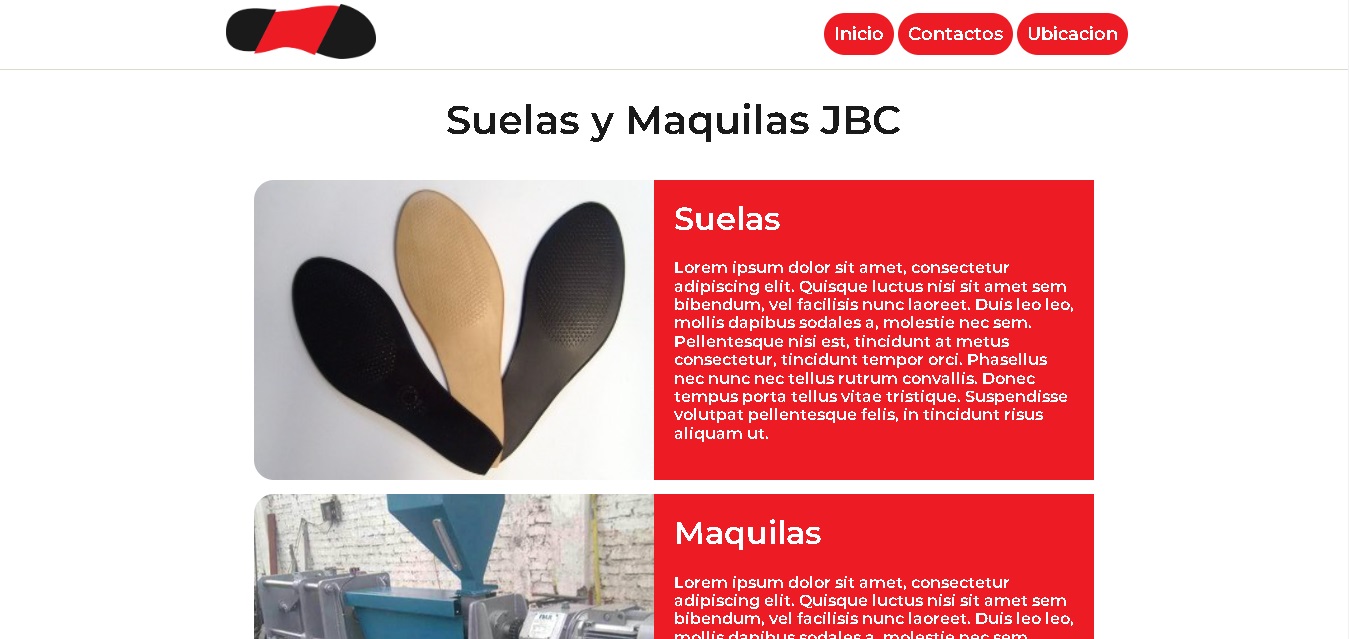 Inicio Contactos Ubicacion
Suelas y Maquilas JBC
Suelas
Lorem ipsum dolor sit amet, consectetur
adipiscing elit. Quisque luctus nisi sit amet sem
bibendum, vel facilisis nunc laoreet. Duis leo leo,
mollis dapibus sodales a, molestie nec sem.
Pellentesque nisi est, tincidunt at metus
consectetur, tincidunt tempor orci. Phasellus
nec nunc nec tellus rutrum convallis. Donec
tempus porta tellus vitae tristique. Suspendisse
volutpat pellentesque felis, in tincidunt risus
aliquam ut.
Maquilas
Lorem ipsum dolor sit amet, consectetur
adipiscing elit. Quisque luctus nisi sit amet sem
bibendum, vel facilisis nunc laoreet. Duis leo leo,
mollis dapibus sodales a, molestie nec sem.